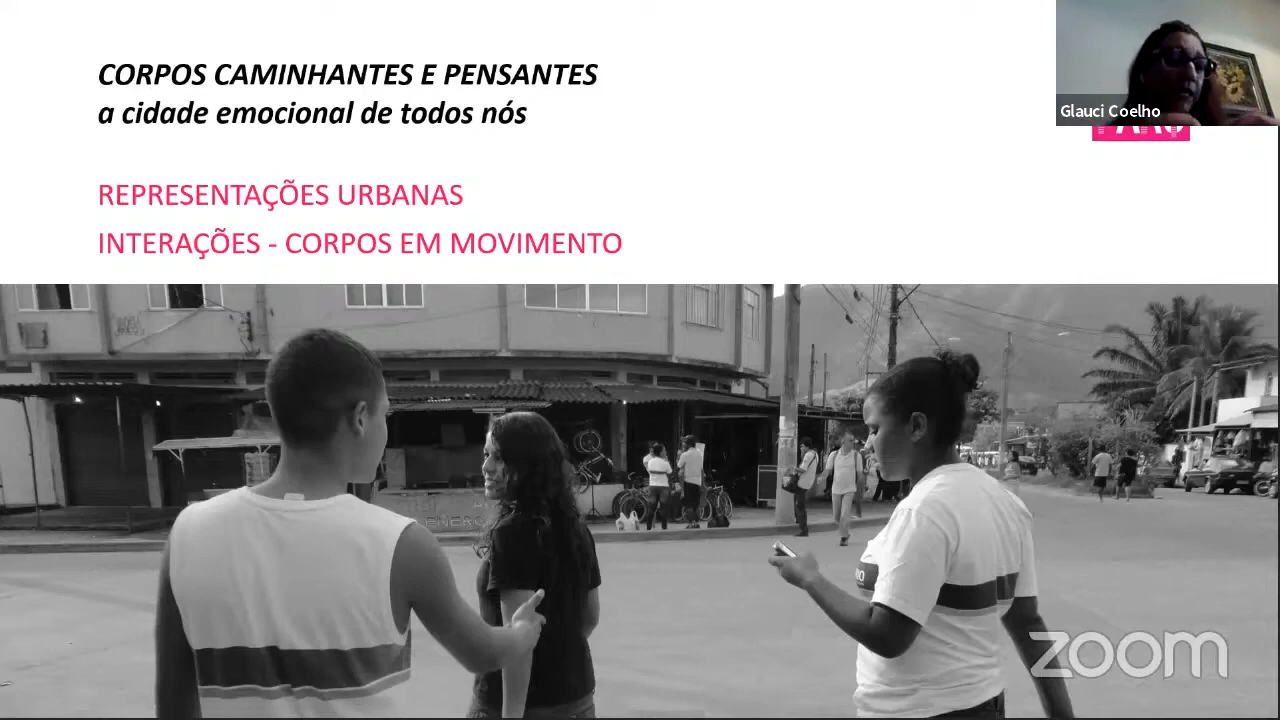 CORPOS CAMINHANTES E PENSANTES
a cidade emocional de todos nós
Glauci Coelho
REPRESENTAÇÕES URBANAS
INTERAÇÕES - CORPOS EM MOVIMENTO
zoom